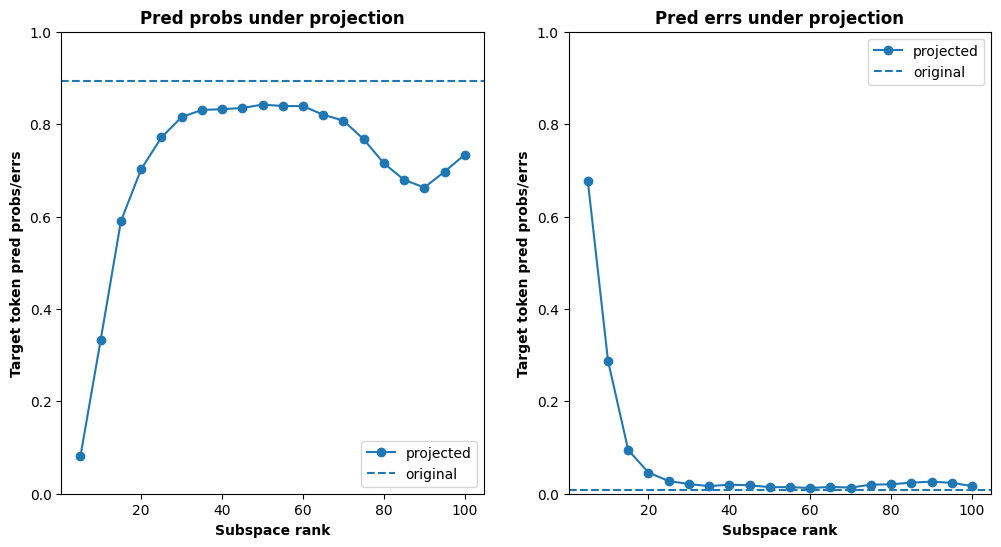 Pred probs under projection
Target token pred probs/errs
1.0
0.8
0.6
0.4
0.2
0.0
20
40
60
80
100
Subspace rank
projected
original
Pred errs under projection
Target token pred probs/errs
1.0
0.8
0.6
0.4
0.2
0.0
20
40
60
80
100
Subspace rank
projected
original